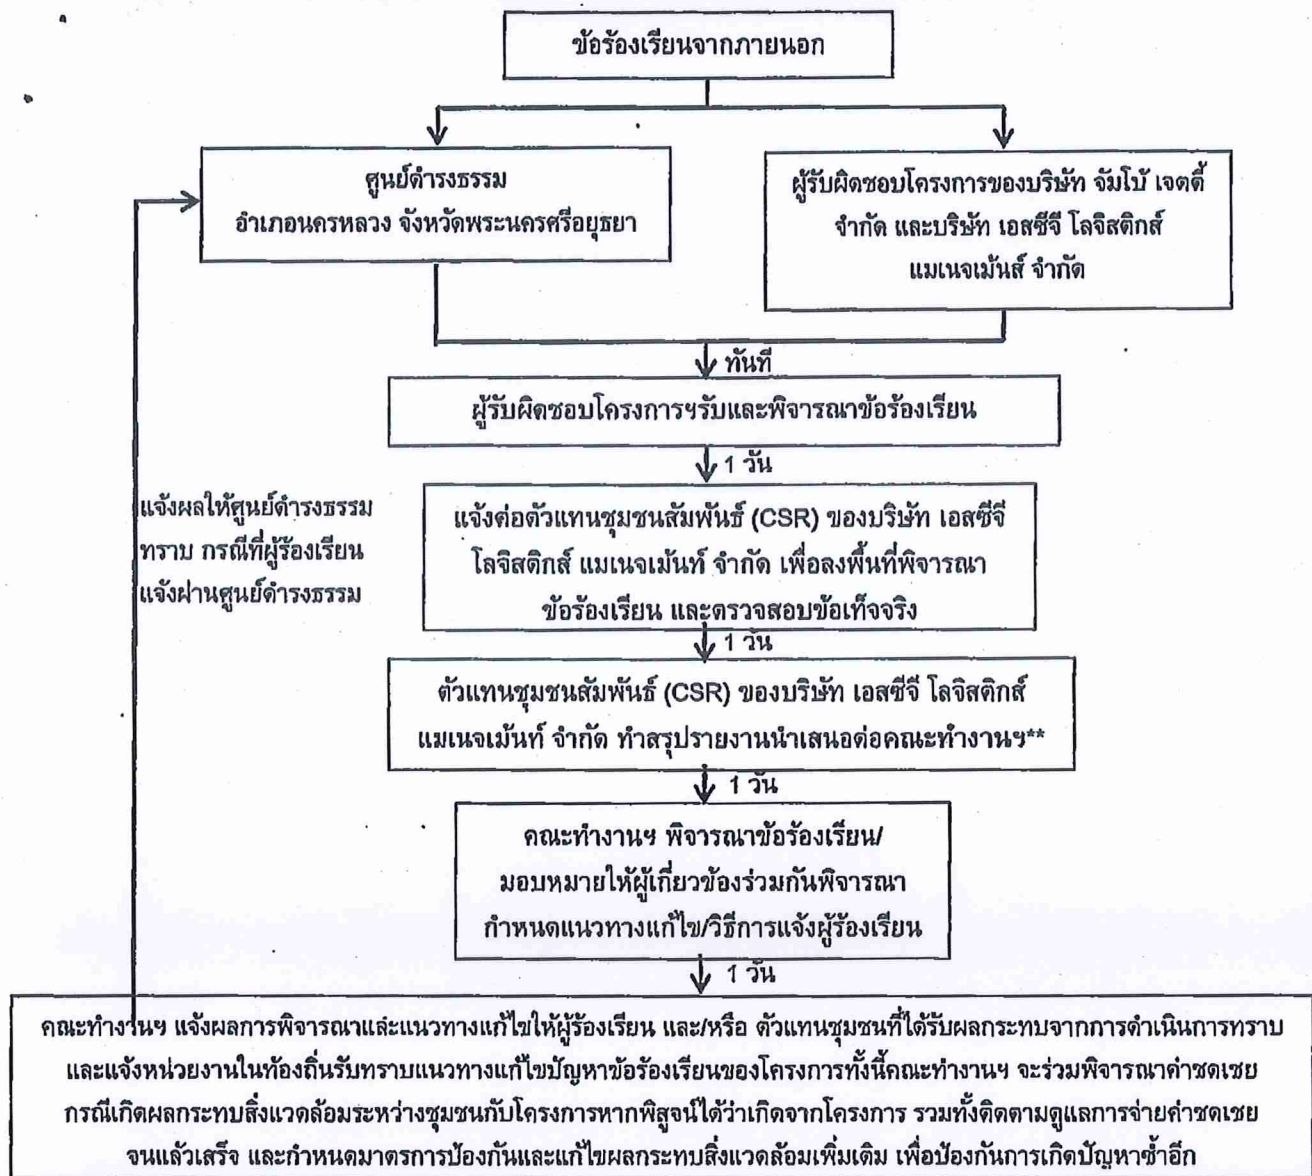 ข้อร้องเรียนจากภายนอก
ศูนย์ดำรงธรรม
อำเภอนครหลวง จังหวัดพระนครศรีอยุธยา
ผู้รับผิดชอบโครงการของบริษัท จัมโบ้ เจตตี้
จำกัด และบริษัท เอสซีจี โลจิสติกส์
แมเนจเม้นส์ จำกัด
ทันที
ผู้รับผิดชอบโครงการฯรับและพิจารณาข้อร้องเรียน
1 วัน
แจ้งต่อตัวแทนชุมชนสัมพันธ์ (CSR) ของบริษัท เอสซีจี
โลจิสติกส์ แมเนจเม้นท์ จำกัด เพื่อลงพื้นที่พิจารณา
ข้อร้องเรียน และตรวจสอบข้อเท็จจริง
แจ้งผลให้ศูนย์ดำรงธรรม
ทราบ กรณีที่ผู้ร้องเรียน
แจ้งผ่านศูนย์ดำรงธรรม
1 วัน
ตัวแทนชุมชนสัมพันธ์ (CSR) ของบริษัท เอสซีจี โลจิสติกส์
แมเนจเม้นท์ จำกัด ทำสรุปรายงานนำเสนอต่อคณะทำงานฯ**
1 วัน
คณะทำงานฯ พิจารณาข้อร้องเรียน/
มอบหมายให้ผู้เกี่ยวข้องร่วมกันพิจารณา
กำหนดแนวทางแก้ไข/วิธีการแจ้งผู้ร้องเรียน
1 วัน
คณะทำงานฯ แจ้งผลการพิจารณาและแนวทางแก้ไขให้ผู้ร้องเรียน และ/หรือ ตัวแทนชุมชนที่ได้รับผลกระทบจากการดำเนินการทราบ
และแจ้งหน่วยงานในท้องถิ่นรับทราบแนวทางแก้ไขปัญหาข้อร้องเรียนของโครงการทั้งนี้คณะทำงานฯ จะร่วมพิจารณาค่าชดเชย
กรณีเกิดผลกระทบสิ่งแวดล้อมระหว่างชุมชนกับโครงการหากพิสูจน์ได้ว่าเกิดจากโครงการ รวมทั้งติดตามดูแลการจ่ายค่าชดเชย
จนแล้วเสร็จ และกำหนดมาตรการป้องกันและแก้ไขผลกระทบสิ่งแวดล้อมเพิ่มเติม เพื่อป้องกันการเกิดปัญหาซ้ำอีก